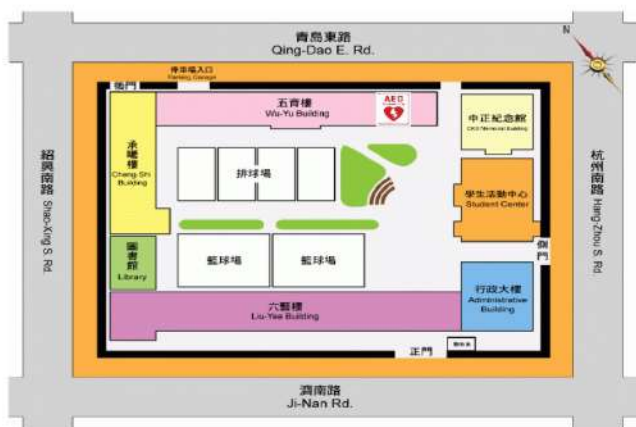 青島東路
Qing-Dao E. Rd.
N
停車場入口
Parking Garage
後門
五育樓
Wu-Yu Building
AED
中正紀念館
CKS Memorial Building
承曦樓
Cheng-Shi
Building
排球場
學生活動中心
Student Center
紹興南路
Shao-Xing S. Rd.
杭州南路
Hang-Zhou S. Rd.
側門
圖書館
Library
籃球場
籃球場
行政大樓
Administrative
Building
六藝樓
Liu-Yee Building
正門
濟南路
Ji-Nan Rd.